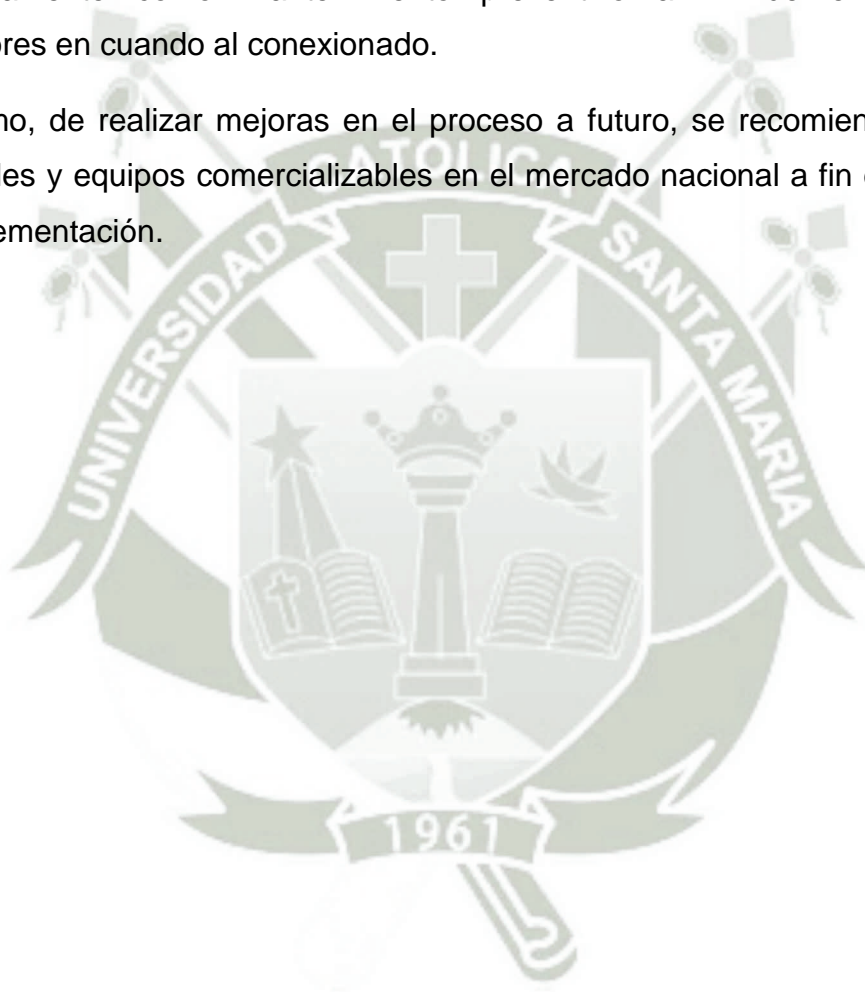 ores en cuando al conexionado.
no, de realizar mejoras en el proceso a futuro, se recomien
les y equipos comercializables en el mercado nacional a fin
ementación.
UNIVERSIDAD CATOLICA SANTA MARIA
1961